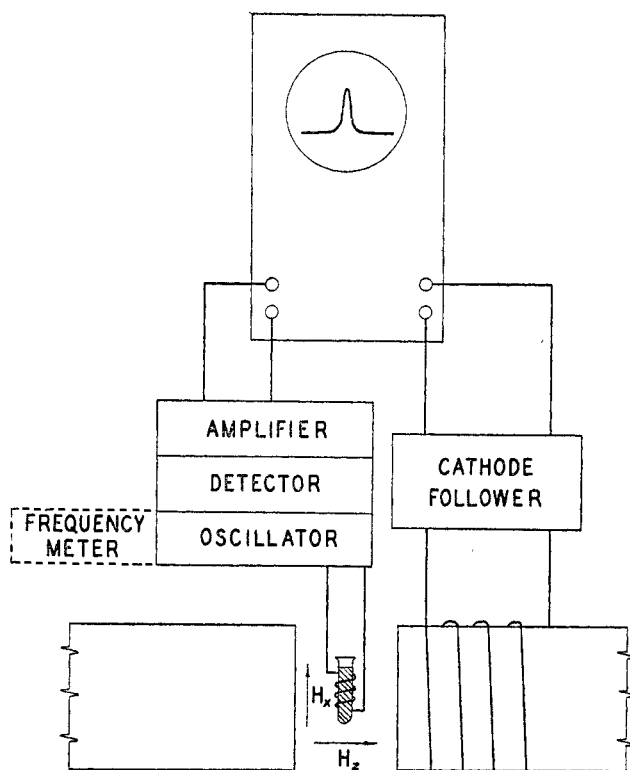 AMPLIFIER
DETECTOR
OSCILLATOR
FREQUENCY
METER
CATHODE
FOLLOWER
Hx
Hz